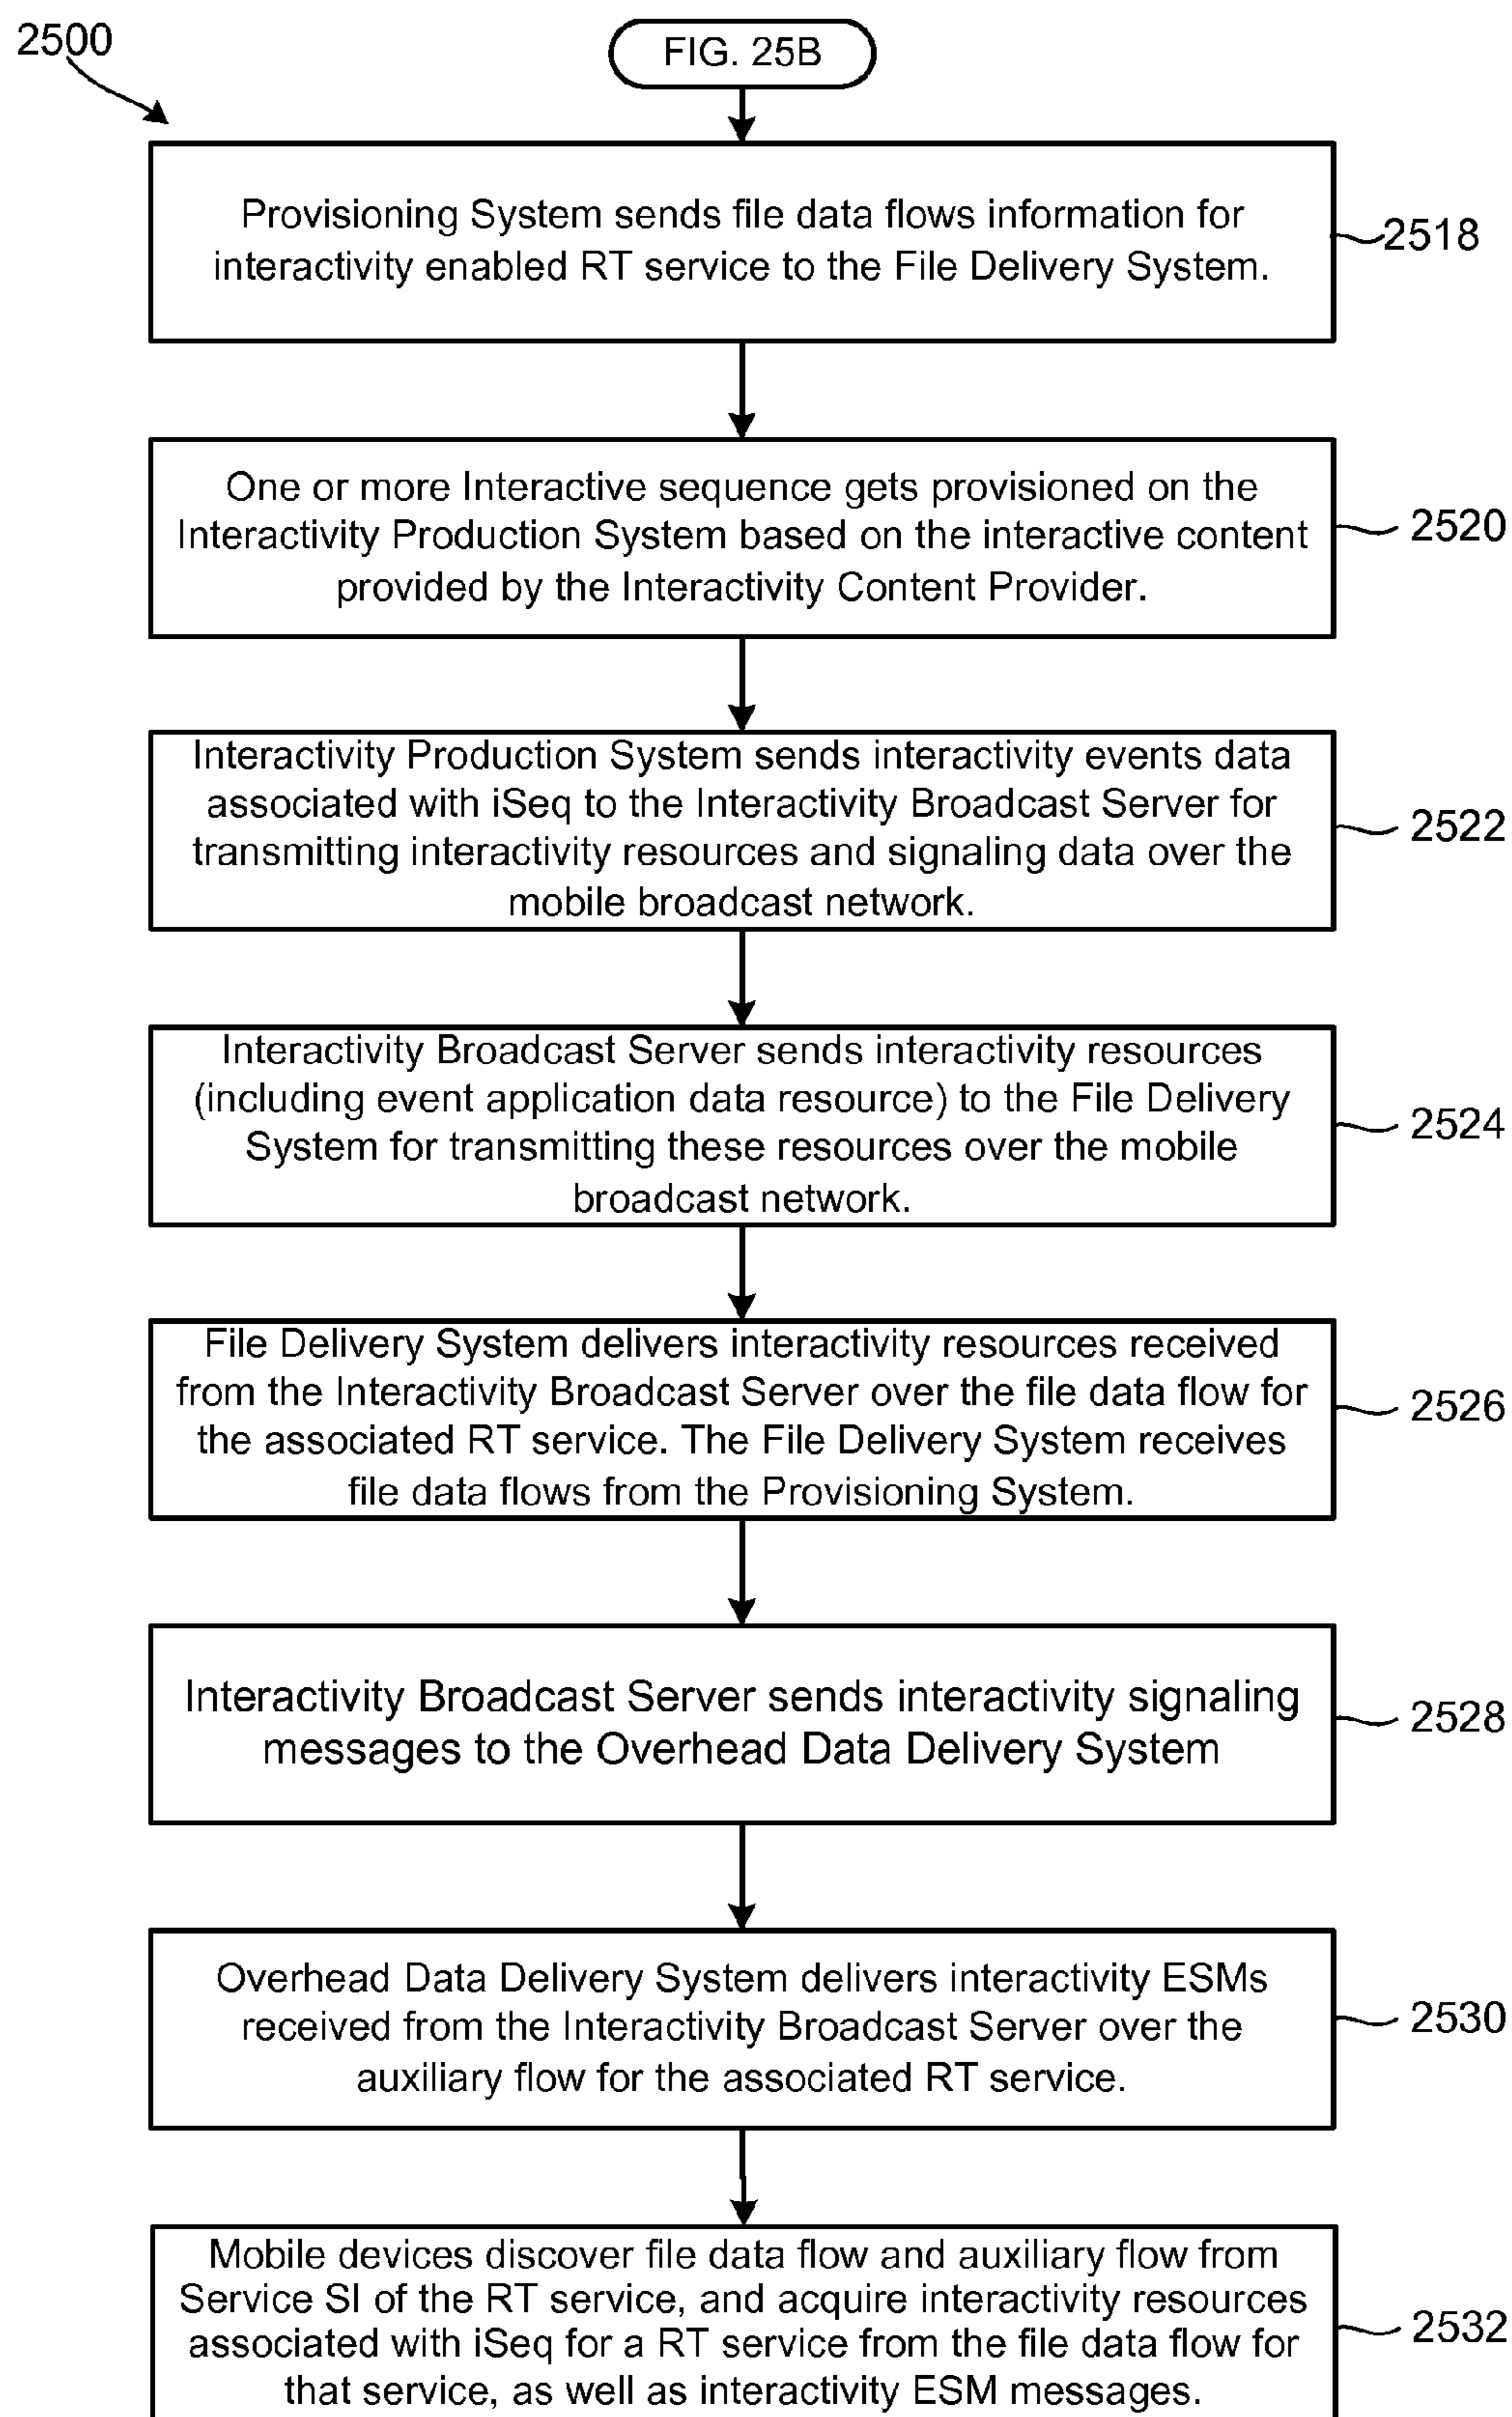 2500
FIG. 25B
Provisioning System sends file data flows information for
interactivity enabled RT service to the File Delivery System.
2518
One or more Interactive sequence gets provisioned on the
Interactivity Production System based on the interactive content
provided by the Interactivity Content Provider.
2520
Interactivity Production System sends interactivity events data
associated with iSeq to the Interactivity Broadcast Server for
transmitting interactivity resources and signaling data over the
mobile broadcast network.
2522
Interactivity Broadcast Server sends interactivity resources
(including event application data resource) to the File Delivery
System for transmitting these resources over the mobile
broadcast network.
2524
File Delivery System delivers interactivity resources received
from the Interactivity Broadcast Server over the file data flow for
the associated RT service. The File Delivery System receives
file data flows from the Provisioning System.
2526
Interactivity Broadcast Server sends interactivity signaling
messages to the Overhead Data Delivery System
2528
Overhead Data Delivery System delivers interactivity ESMs
received from the Interactivity Broadcast Server over the
auxiliary flow for the associated RT service.
2530
Mobile devices discover file data flow and auxiliary flow from
Service SI of the RT service, and acquire interactivity resources
associated with iSeq for a RT service from the file data flow for
that service, as well as interactivity ESM messages.
2532